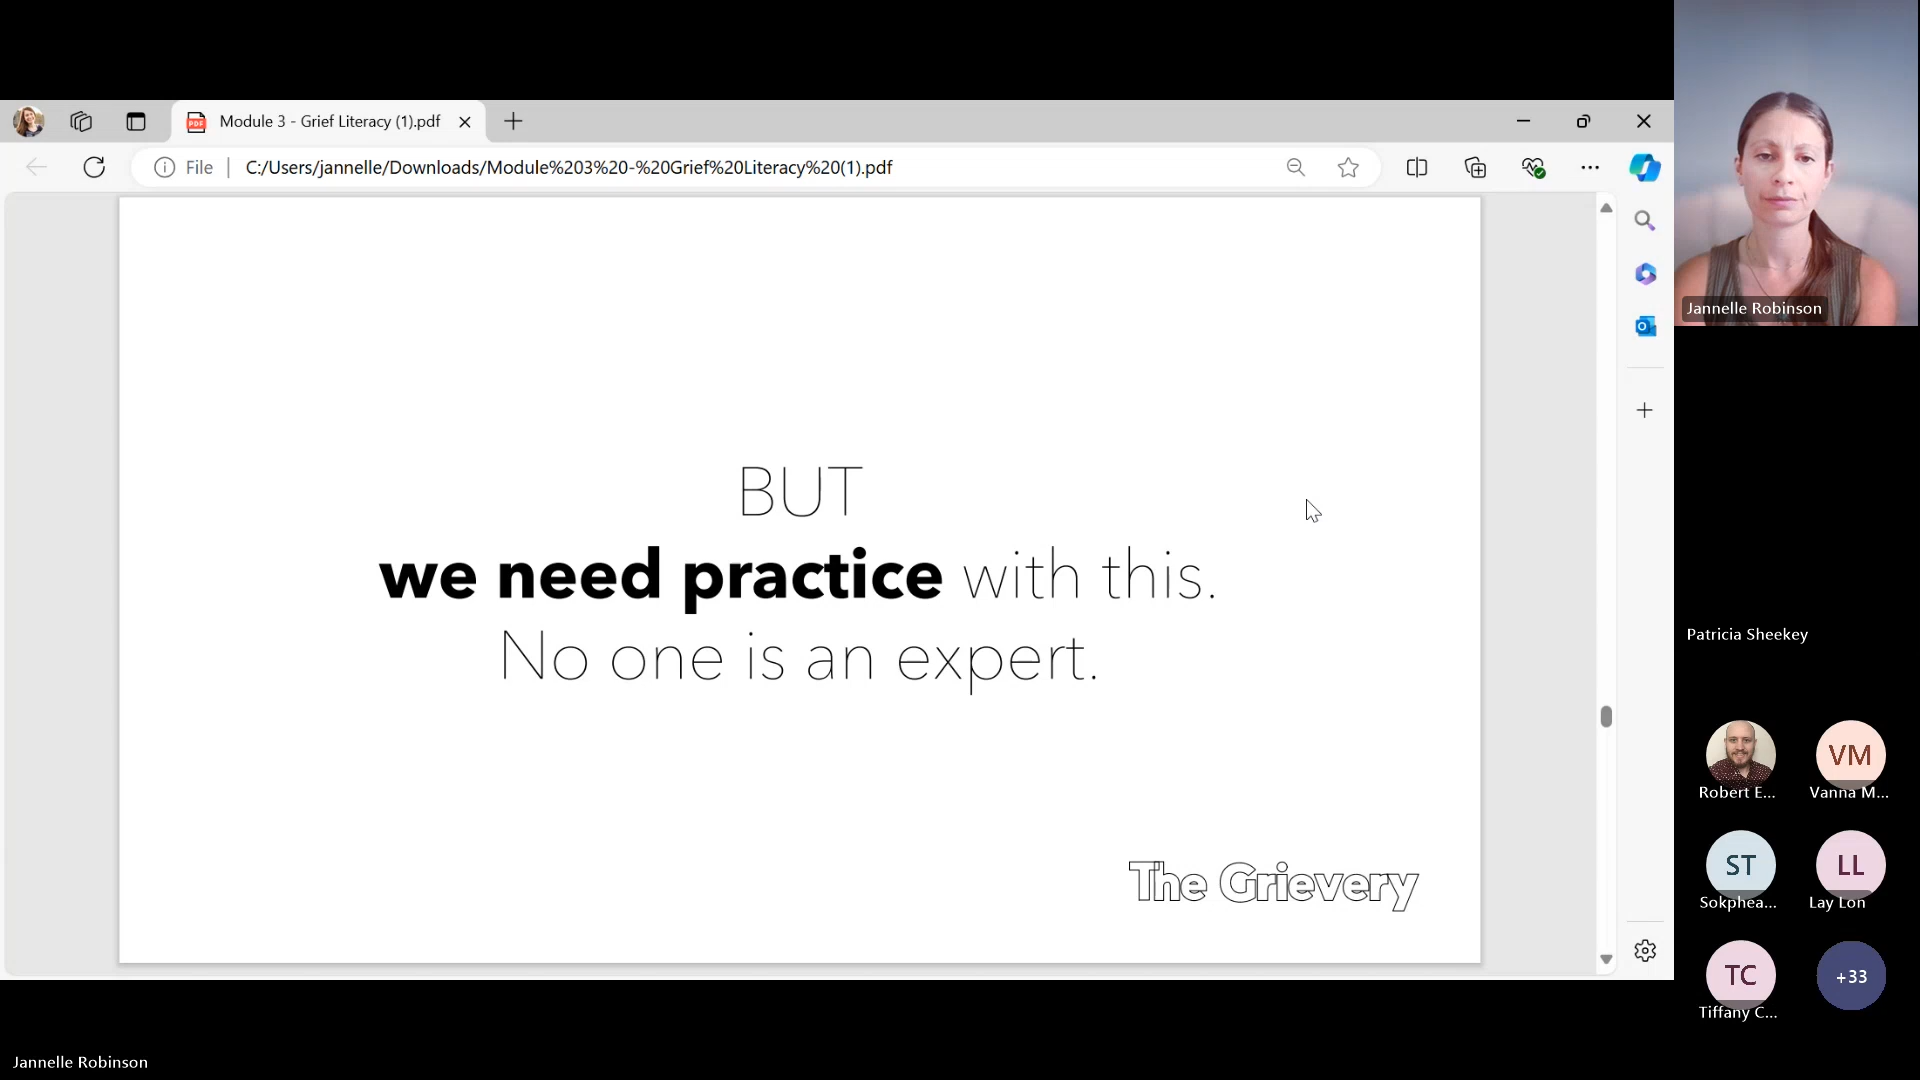 Module 3 - Grief Literacy (1).pdf
File
C:/Users/jannelle/Downloads/Module%203%20-%20Grief%20Literacy%20(1).pdf
BUT
we need practice with this.
No one is an expert.
The Grievery
Jannelle Robinson
Patricia Sheekey
Robert E...
VM
Vanna M...
ST
Sokphea...
LL
Lay Lon
TC
Tiffany C...
+33
Jannelle Robinson